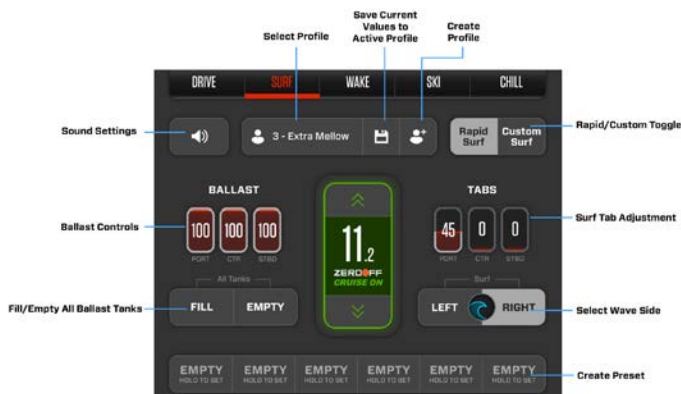 Save Current
Values to
Active Profile
Select Profile
Create
Profile
DRIVE SURF WAKE SKI CHILL
Sound Settings
3 - Extra Mellow
Rapid
Surf
Custom
Surf
Rapid/Custom Toggle
BALLAST
TABS
Ballast Controls
100 100 100
PORT CTR STBD
11.2
ZEROOFF
CRUISE ON
45 0 0
PORT CTR STBD
Surf Tab Adjustment
All Tanks
Surf
Fill/Empty All Ballast Tanks
FILL EMPTY
LEFT RIGHT
Select Wave Side
EMPTY EMPTY EMPTY EMPTY EMPTY EMPTY
HOLD TO SET HOLD TO SET HOLD TO SET HOLD TO SET HOLD TO SET HOLD TO SET
Create Preset